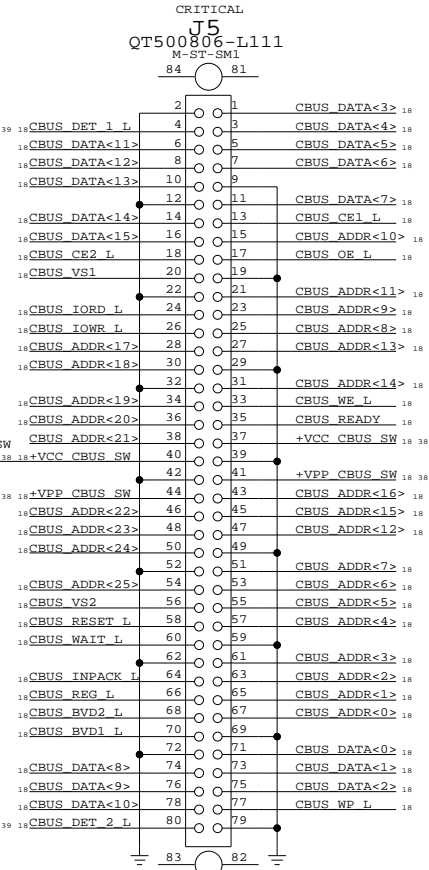 CRITICAL
J5
QT500806-L111
M-ST-SM1
84 81
2 1 CBUS_DATA<3> 18
39 18 CBUS_DET_1_L 4 3 CBUS_DATA<4> 18
18 CBUS_DATA<11> 6 5 CBUS_DATA<5> 18
18 CBUS_DATA<12> 8 7 CBUS_DATA<6> 18
18 CBUS_DATA<13> 10 9
12 11 CBUS_DATA<7> 18
18 CBUS_DATA<14> 14 13 CBUS_CE1_L 18
18 CBUS_DATA<15> 16 15 CBUS_ADDR<10> 18
18 CBUS_CE2_L 18 17 CBUS_OE_L 18
18 CBUS_VS1 20 19
22 21 CBUS_ADDR<11> 18
18 CBUS_IORD_L 24 23 CBUS_ADDR<9> 18
18 CBUS_IOWR_L 26 25 CBUS_ADDR<8> 18
18 CBUS_ADDR<17> 28 27 CBUS_ADDR<13> 18
18 CBUS_ADDR<18> 30 29
32 31 CBUS_ADDR<14> 18
18 CBUS_ADDR<19> 34 33 CBUS_WE_L 18
18 CBUS_ADDR<20> 36 35 CBUS_READY 18
SW CBUS_ADDR<21> 38 37 +VCC_CBUS_SW 18 38
38 18 +VCC_CBUS_SW 40 39
42 41 +VPP_CBUS_SW 18 38
38 18 +VPP_CBUS_SW 44 43 CBUS_ADDR<16> 18
18 CBUS_ADDR<22> 46 45 CBUS_ADDR<15> 18
18 CBUS_ADDR<23> 48 47 CBUS_ADDR<12> 18
18 CBUS_ADDR<24> 50 49
52 51 CBUS_ADDR<7> 18
18 CBUS_ADDR<25> 54 53 CBUS_ADDR<6> 18
18 CBUS_VS2 56 55 CBUS_ADDR<5> 18
18 CBUS_RESET_L 58 57 CBUS_ADDR<4> 18
18 CBUS_WAIT_L 60 59
62 61 CBUS_ADDR<3> 18
18 CBUS_INPACK_L 64 63 CBUS_ADDR<2> 18
18 CBUS_REG_L 66 65 CBUS_ADDR<1> 18
18 CBUS_BVD2_L 68 67 CBUS_ADDR<0> 18
18 CBUS_BVD1_L 70 69
72 71 CBUS_DATA<0> 18
18 CBUS_DATA<8> 74 73 CBUS_DATA<1> 18
18 CBUS_DATA<9> 76 75 CBUS_DATA<2> 18
18 CBUS_DATA<10> 78 77 CBUS_WP_L 18
39 18 CBUS_DET_2_L 80 79
83 82